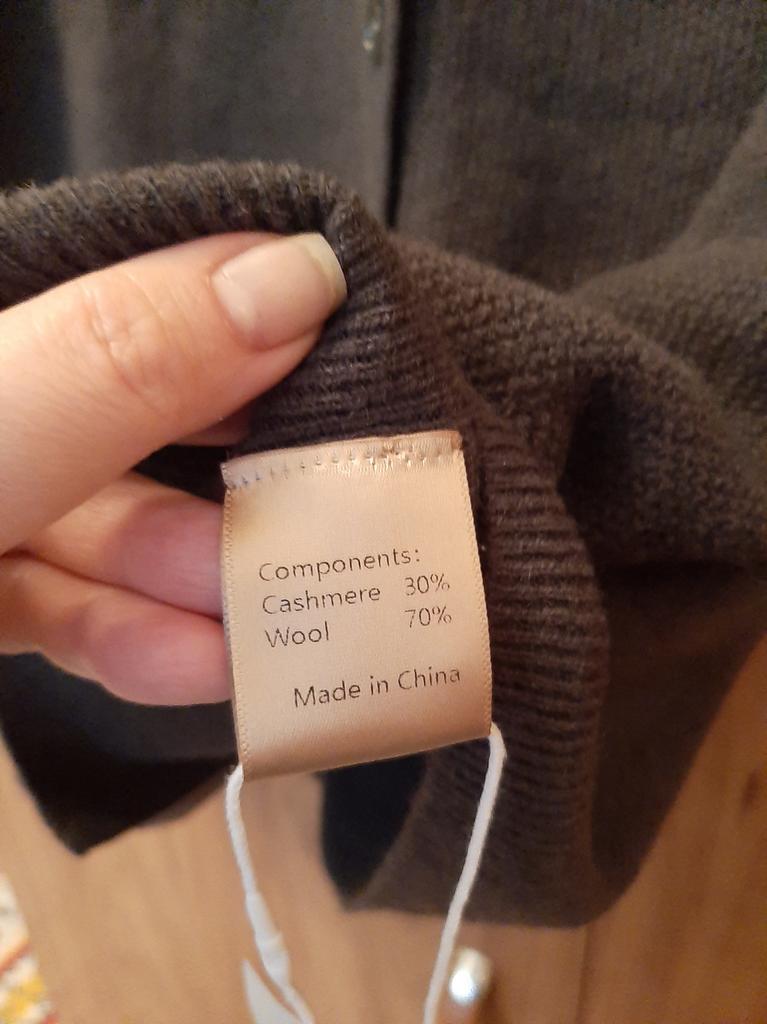 Components:
Cashmere 30%
Wool 70%
Made in China